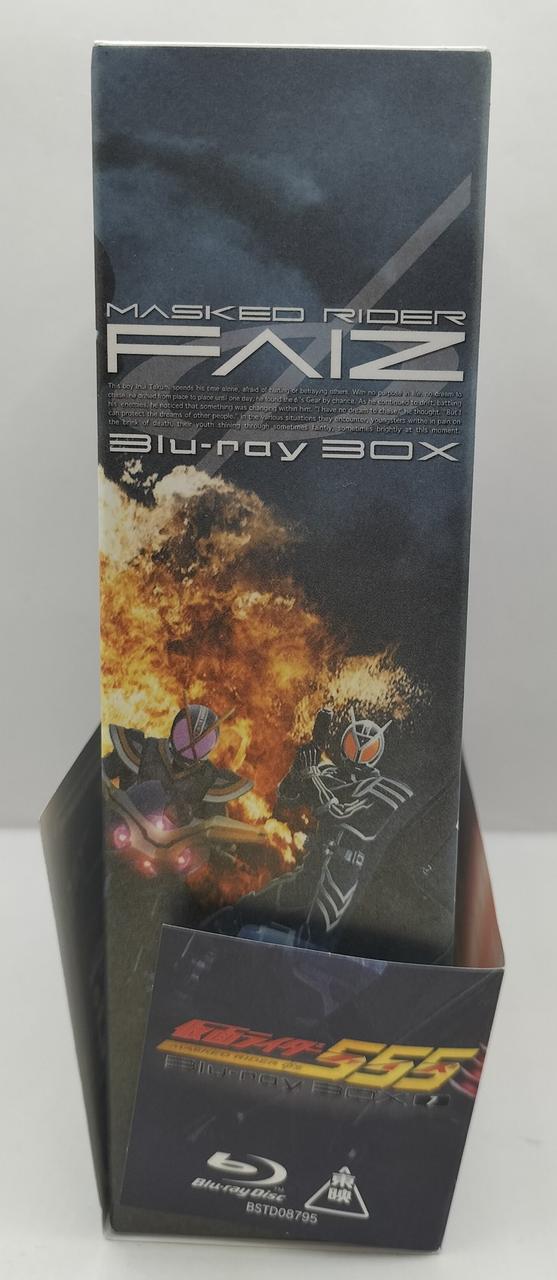 MASKED RIDER
FAIZ
This boy Inui Takumi, spends his time alone, afraid of hurting or betraying others. With no purpose in life, no dream to
chase, he drifted from place to place until one day, he found the φ's Gear by chance. As he continued to drift, battling
his enemies, he noticed that something was changing within him. "I have no dream to chase," he thought. "But I
can protect the dreams of other people." In the various situations they encounter, youngsters writhe in pain on
the brink of death, their youth shining through sometimes faintly, sometimes brightly at this moment.
Blu-ray BOX
仮面ライダー555
MASKED RIDER φ's
Blu-ray BOX 1
Blu-ray Disc™
東映
BSTD08795